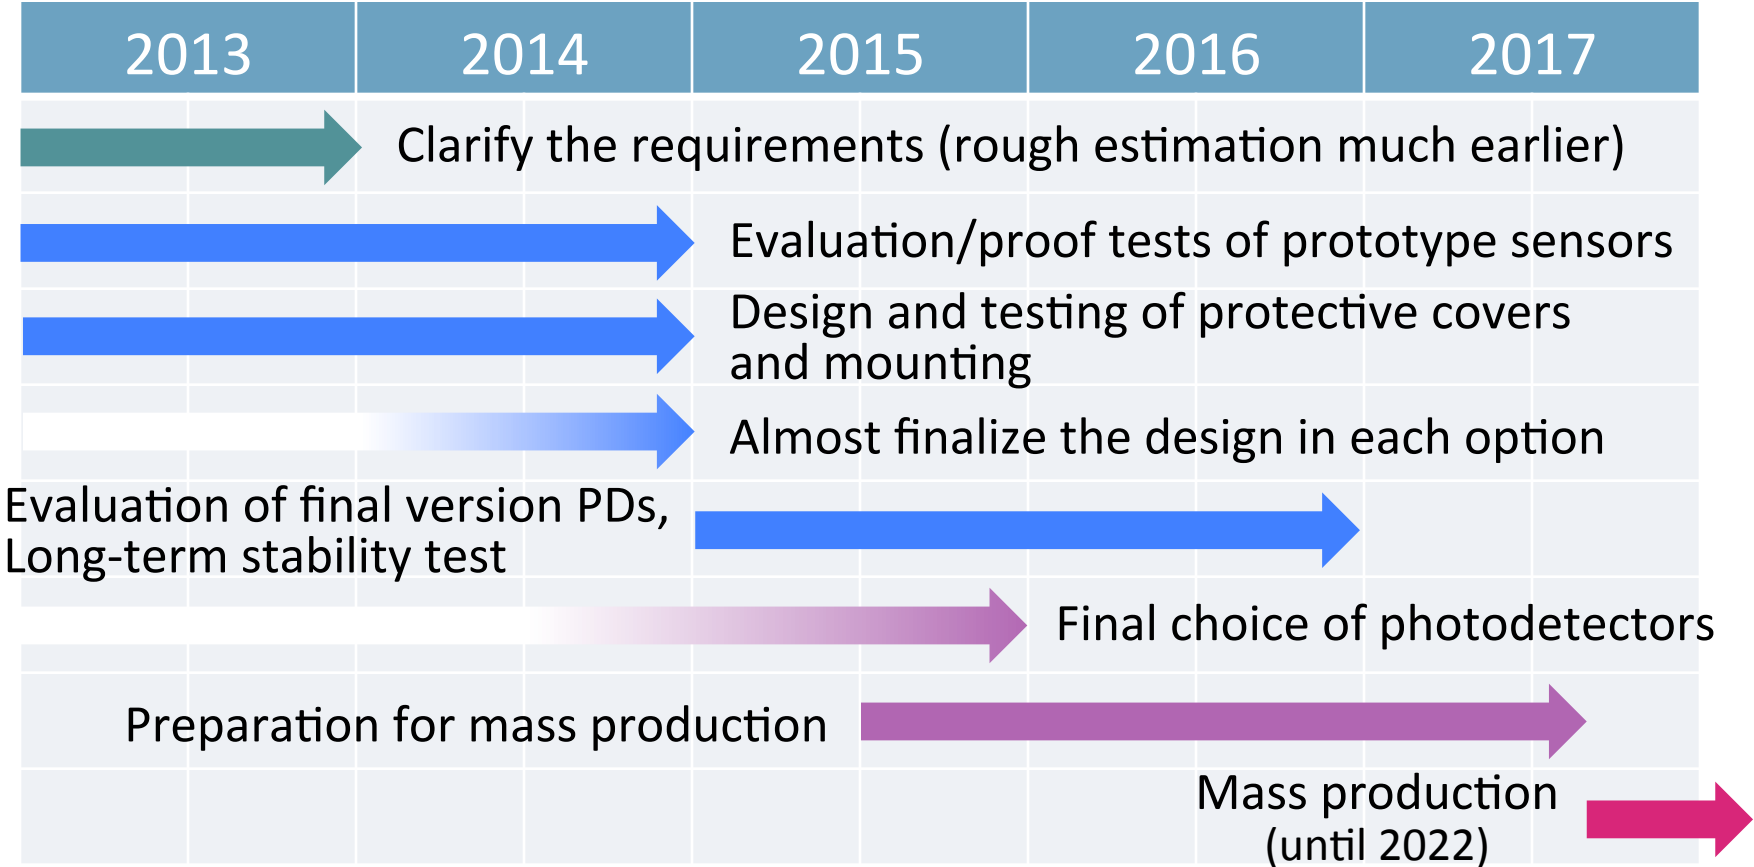 2013 2014 2015 2016 2017
Clarify the requirements (rough estimation much earlier)
Evaluation/proof tests of prototype sensors
Design and testing of protective covers
and mounting
Almost finalize the design in each option
Evaluation of final version PDs,
Long-term stability test
Final choice of photodetectors
Preparation for mass production
Mass production
(until 2022)